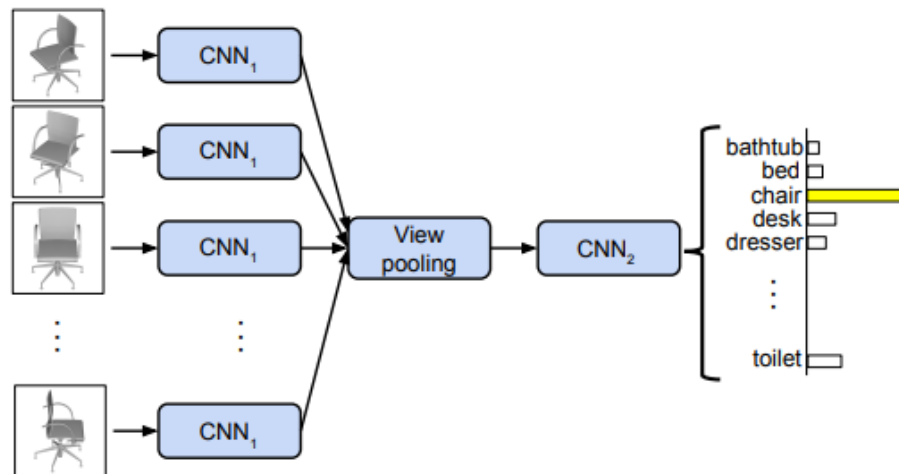 CNN₁
CNN₁
CNN₁
CNN₁
View
pooling
CNN₂
bathtub
bed
chair
desk
dresser
toilet